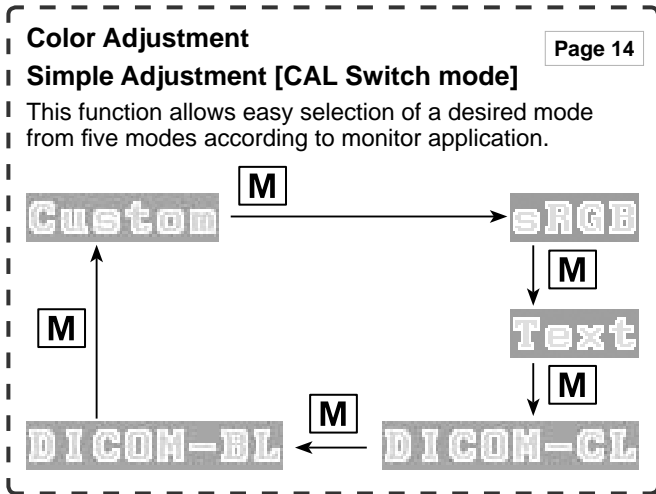 Color Adjustment
Page 14
Simple Adjustment [CAL Switch mode]
This function allows easy selection of a desired mode
from five modes according to monitor application.
M
Custom
sRGB
M
M
Text
M
M
DICOM-BL
DICOM-CL